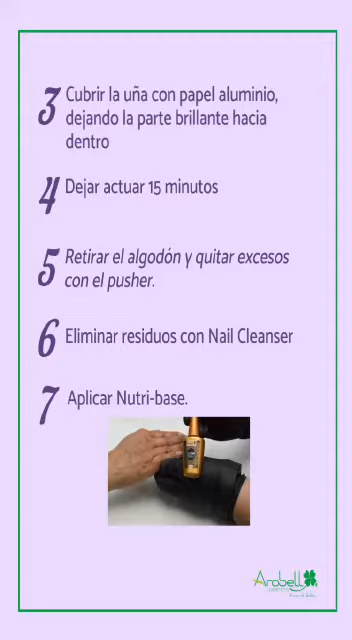 3 Cubrir la uña con papel aluminio,
dejando la parte brillante hacia
dentro
4 Dejar actuar 15 minutos
5 Retirar el algodón y quitar excesos
con el pusher.
6 Eliminar residuos con Nail Cleanser
7 Aplicar Nutri-base.
Arobell